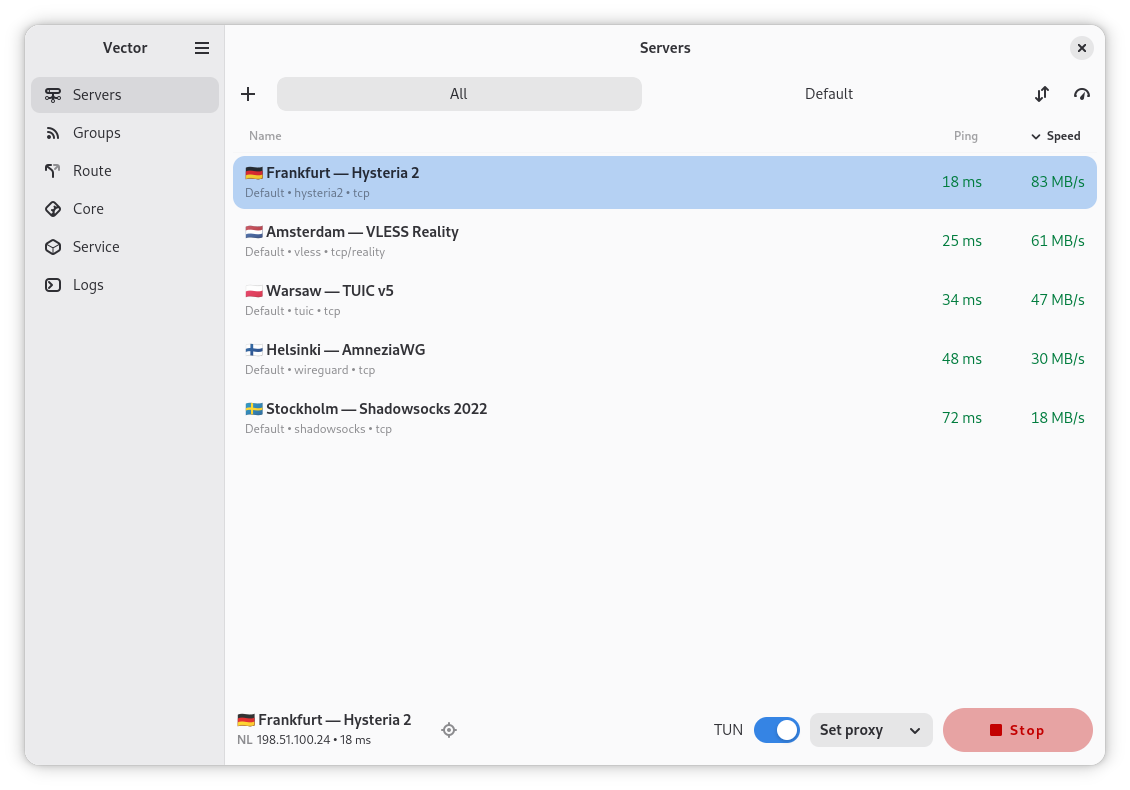 Vector
Servers
Servers
Groups
Route
Core
Service
Logs
All
Default
Name
Ping
Speed
Frankfurt — Hysteria 2
Default • hysteria2 • tcp
18 ms
83 MB/s
Amsterdam — VLESS Reality
Default • vless • tcp/reality
25 ms
61 MB/s
Warsaw — TUIC v5
Default • tuic • tcp
34 ms
47 MB/s
Helsinki — AmneziaWG
Default • wireguard • tcp
48 ms
30 MB/s
Stockholm — Shadowsocks 2022
Default • shadowsocks • tcp
72 ms
18 MB/s
Frankfurt — Hysteria 2
NL 198.51.100.24 • 18 ms
TUN
Set proxy
Stop